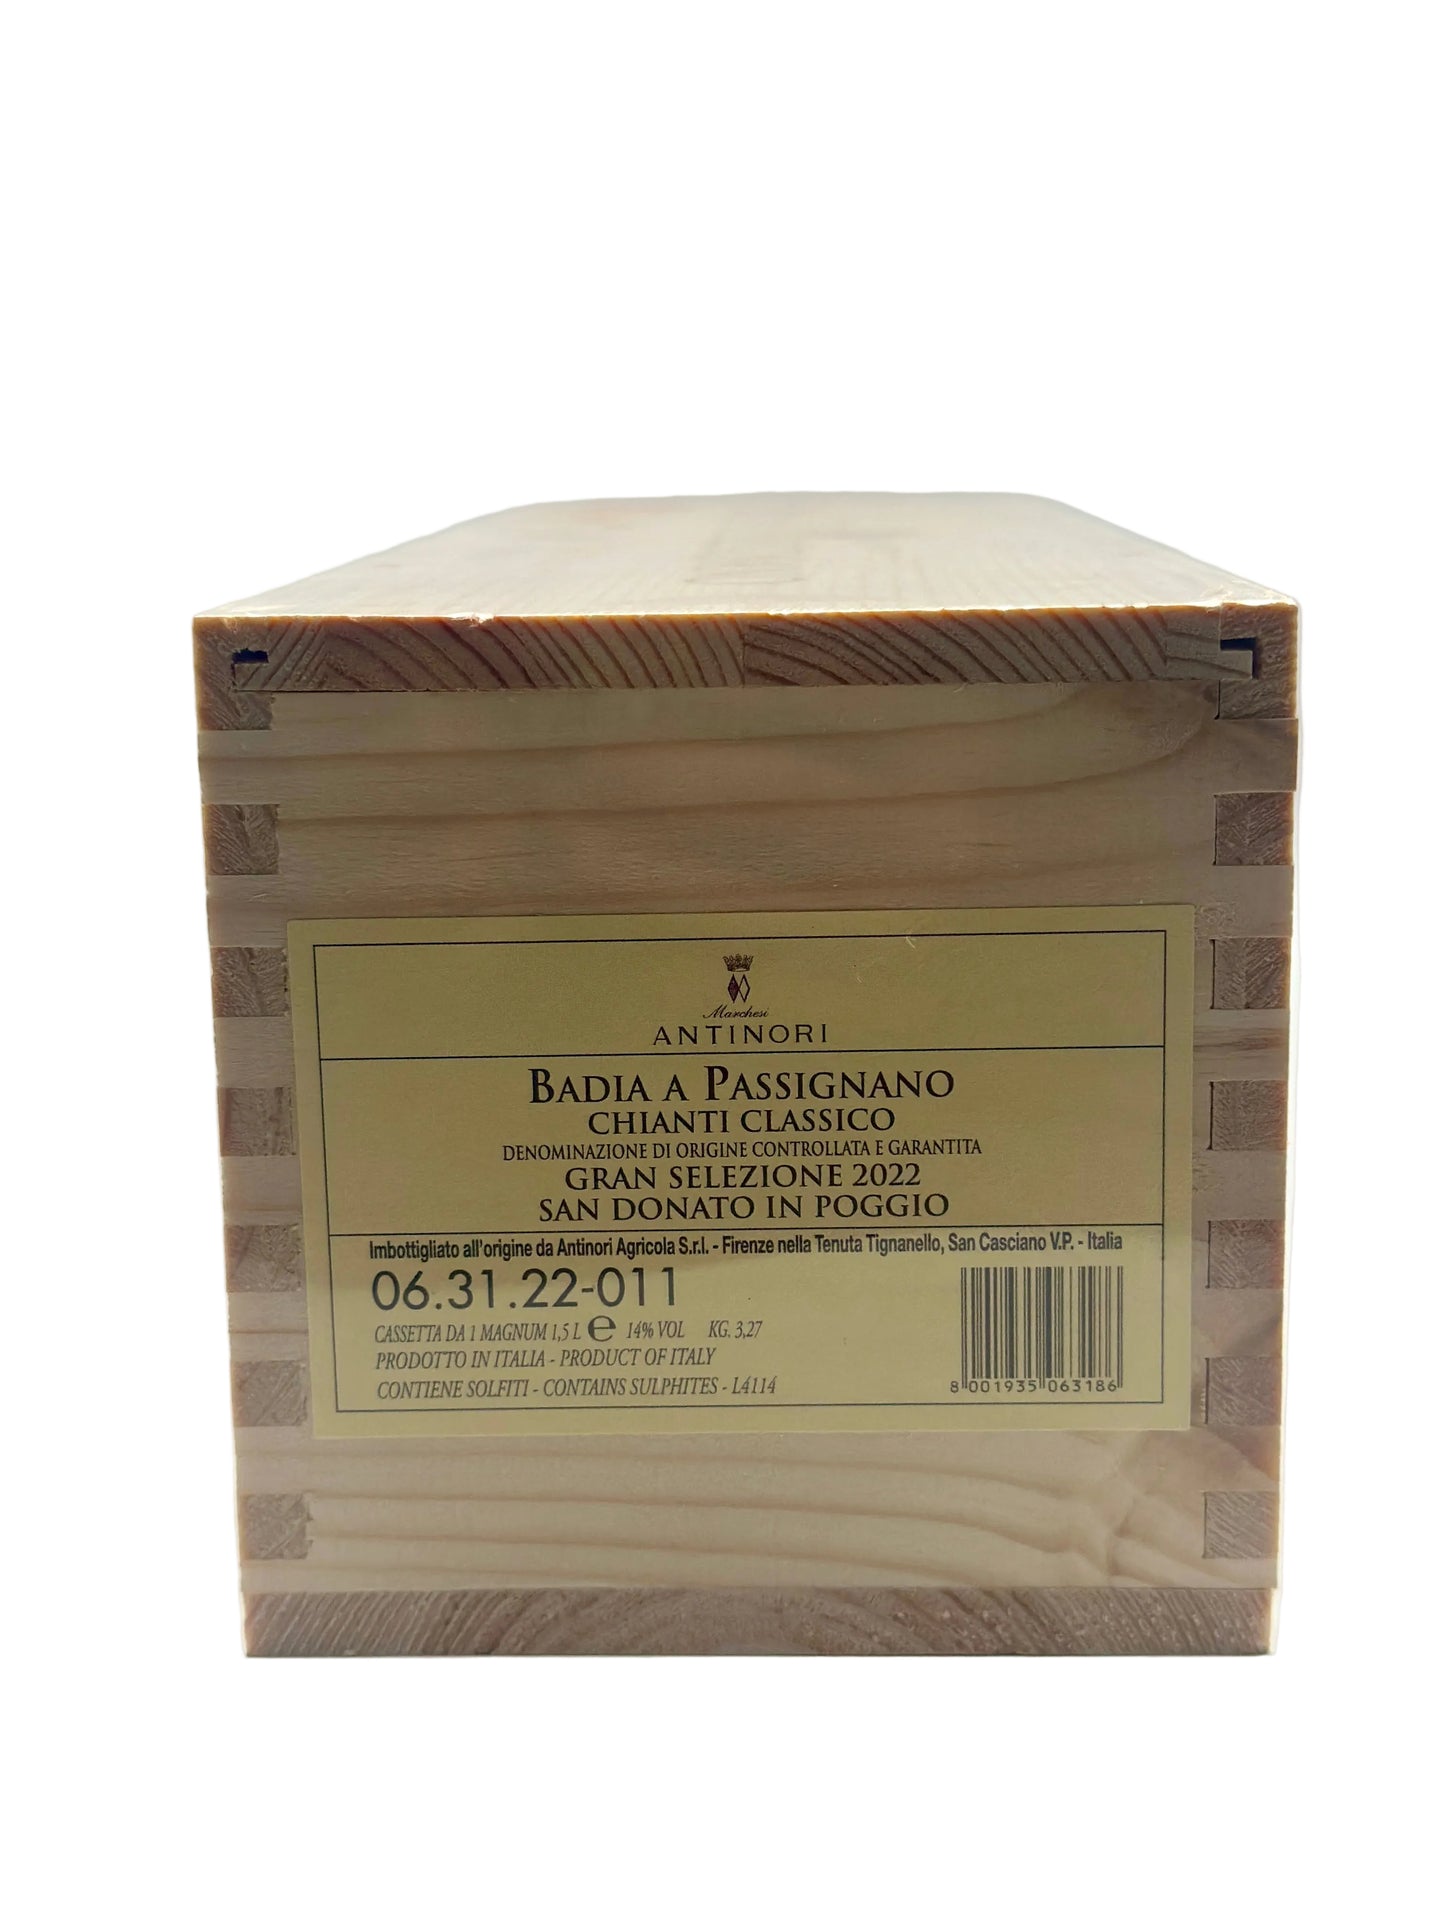 Marchesi
ANTINORI
BADIA A PASSIGNANO
CHIANTI CLASSICO
DENOMINAZIONE DI ORIGINE CONTROLLATA E GARANTITA
GRAN SELEZIONE 2022
SAN DONATO IN POGGIO
Imbottigliato all'origine da Antinori Agricola S.r.l. - Firenze nella Tenuta Tignanello, San Casciano V.P. - Italia
06.31.22-011
CASSETTA DA 1 MAGNUM 1,5 L ℮ 14% VOL KG. 3,27
PRODOTTO IN ITALIA - PRODUCT OF ITALY
CONTIENE SOLFITI - CONTAINS SULPHITES - L4114
8 001935 063186